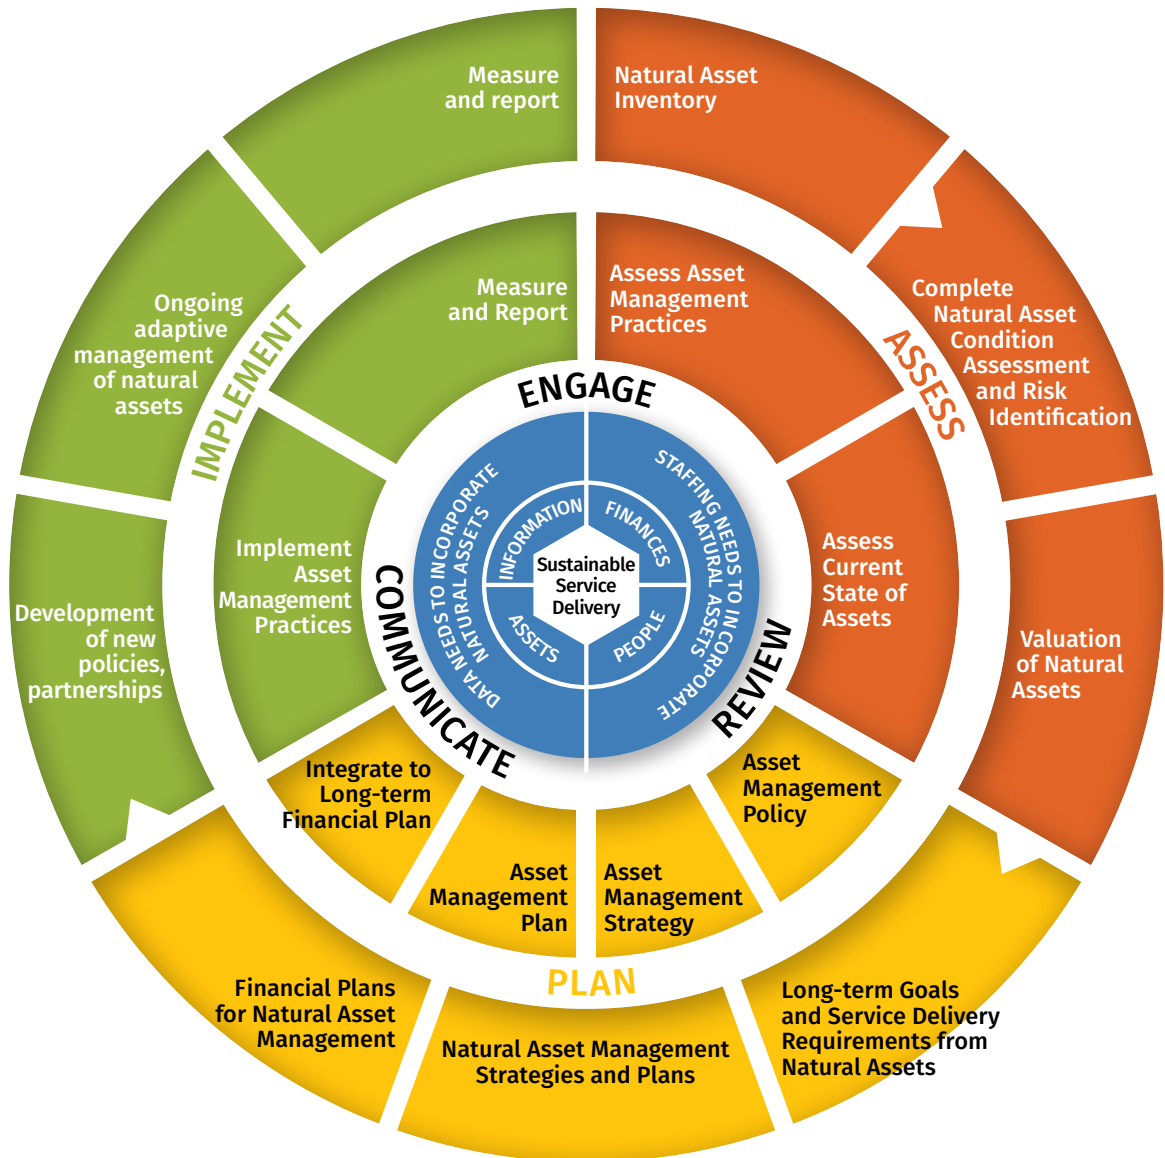 Measure
and report
Natural Asset
Inventory
Complete
Natural Asset
Condition
Assessment
and Risk
Identification
Valuation
of Natural
Assets
Long-term Goals
and Service Delivery
Requirements from
Natural Assets
Natural Asset Management
Strategies and Plans
Financial Plans
for Natural Asset
Management
Development
of new
policies,
partnerships
Ongoing
adaptive
management
of natural
assets
IMPLEMENT
ASSESS
PLAN
Measure
and Report
Assess Asset
Management
Practices
Assess
Current
State of
Assets
Asset
Management
Policy
Asset
Management
Strategy
Asset
Management
Plan
Integrate to
Long-term
Financial Plan
Implement
Asset
Management
Practices
ENGAGE
REVIEW
COMMUNICATE
DATA NEEDS TO INCORPORATE
NATURAL ASSETS
STAFFING NEEDS TO IN CORPORATE
NATURAL ASSETS
INFORMATION
FINANCES
ASSETS
PEOPLE
Sustainable
Service
Delivery